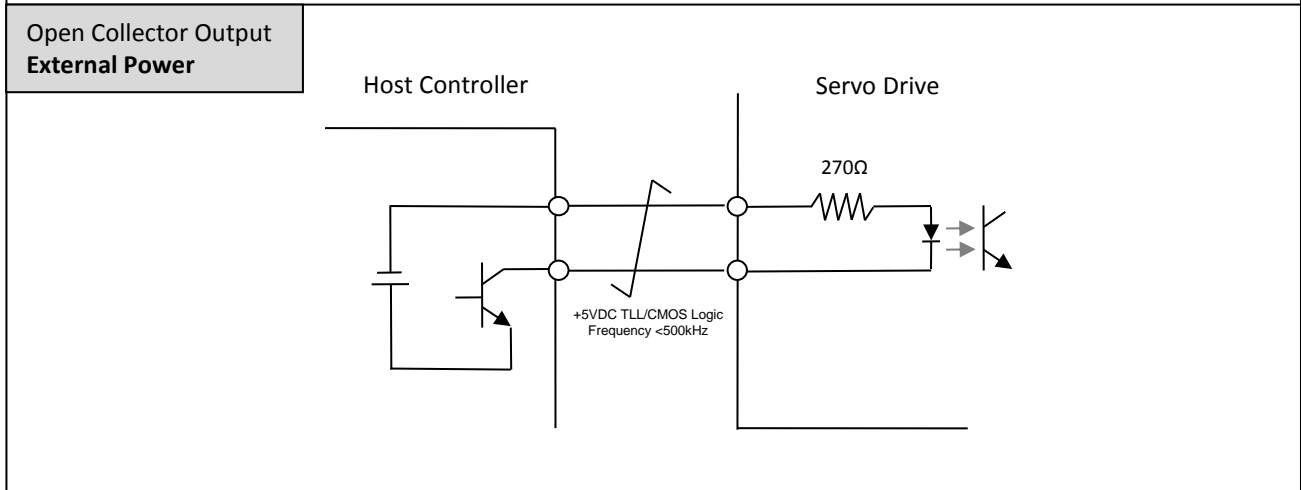 Open Collector Output
External Power
Host Controller
Servo Drive
270Ω
+5VDC TLL/CMOS Logic
Frequency <500kHz